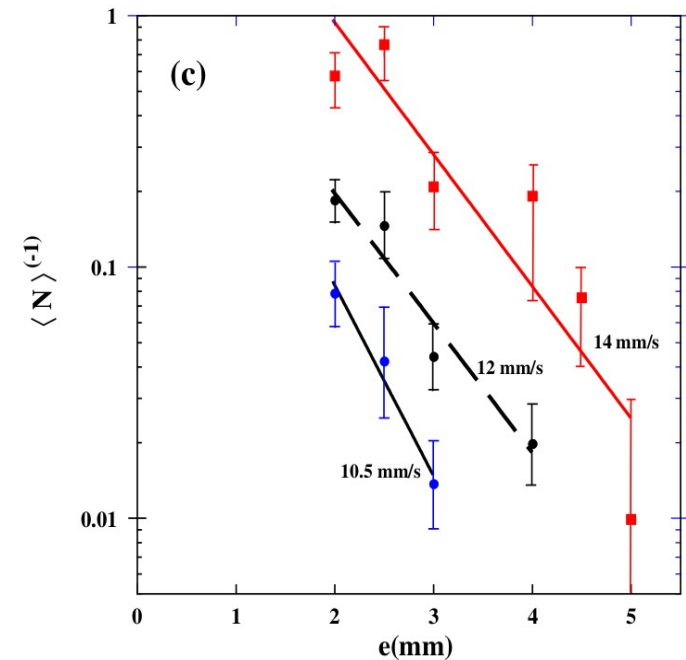 1
(c)
⟨ N ⟩(-1)
0.1
14 mm/s
12 mm/s
10.5 mm/s
0.01
0 1 2 3 4 5
e(mm)